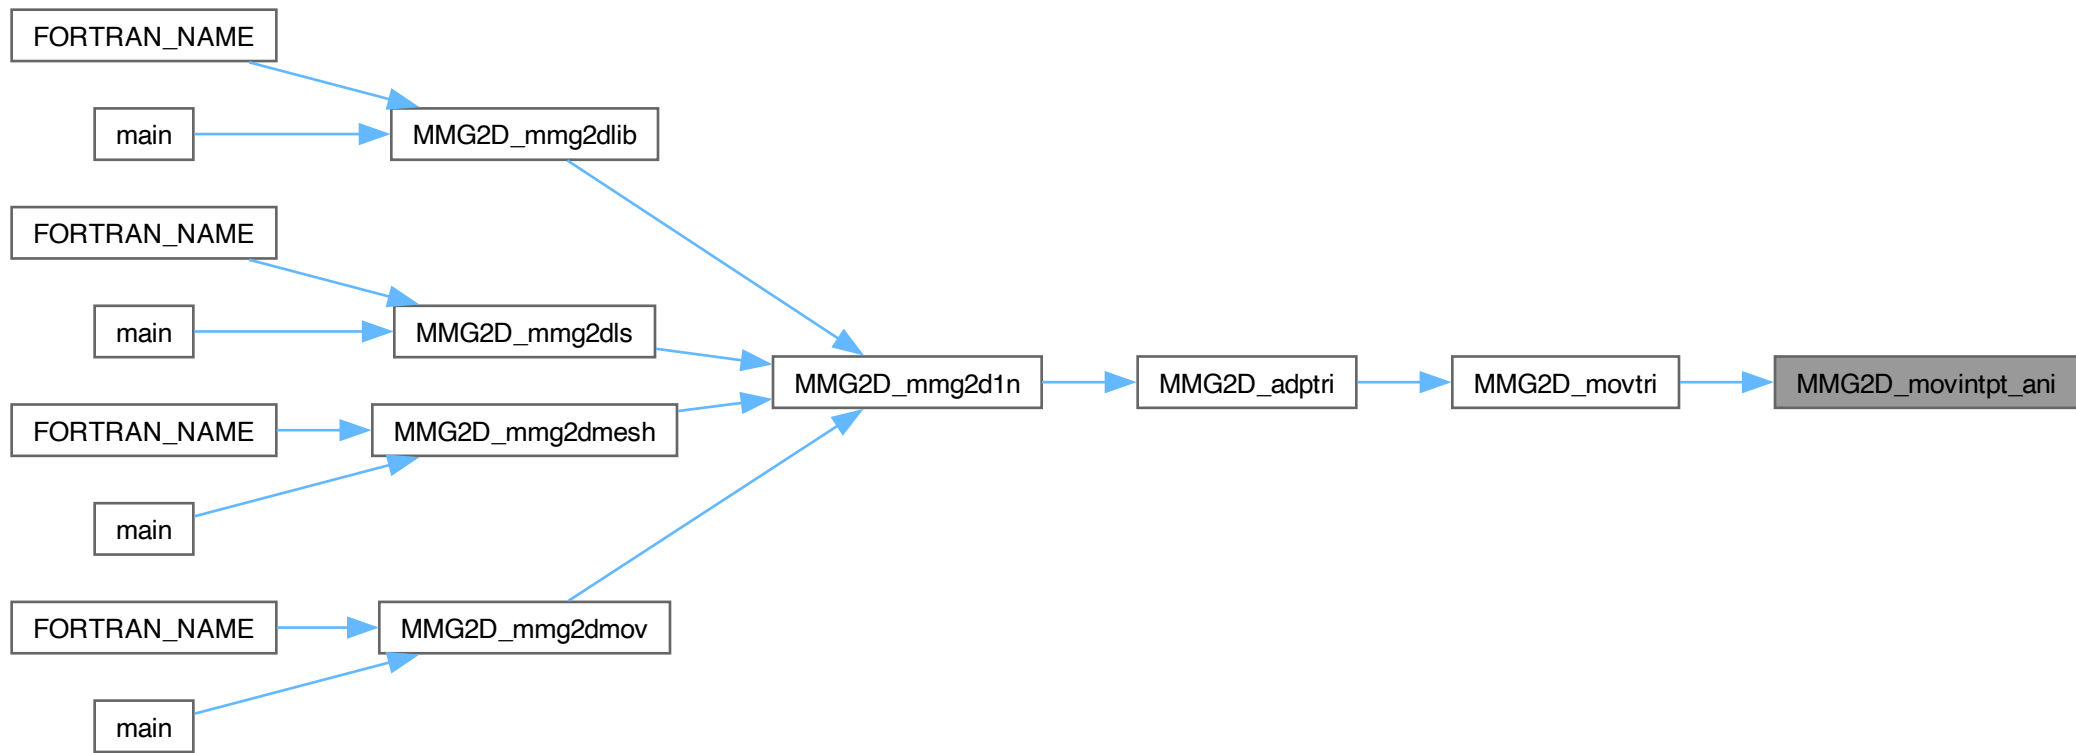 FORTRAN_NAME
main
MMG2D_mmg2dlib
FORTRAN_NAME
main
MMG2D_mmg2dls
FORTRAN_NAME
main
MMG2D_mmg2dmesh
FORTRAN_NAME
main
MMG2D_mmg2dmov
MMG2D_mmg2d1n
MMG2D_adptri
MMG2D_movtri
MMG2D_movintpt_ani